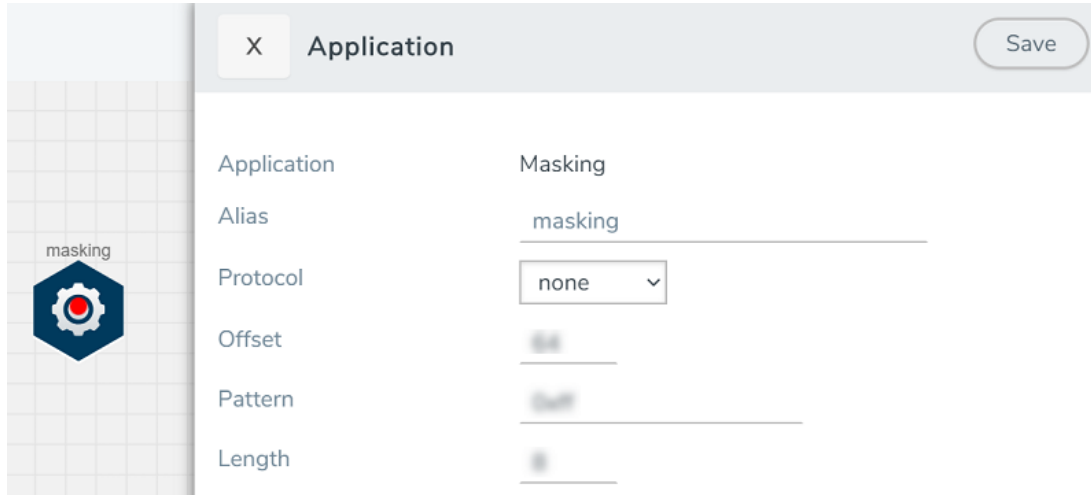 X Application Save
Application Masking
Alias masking
masking
Protocol none
Offset
Pattern
Length